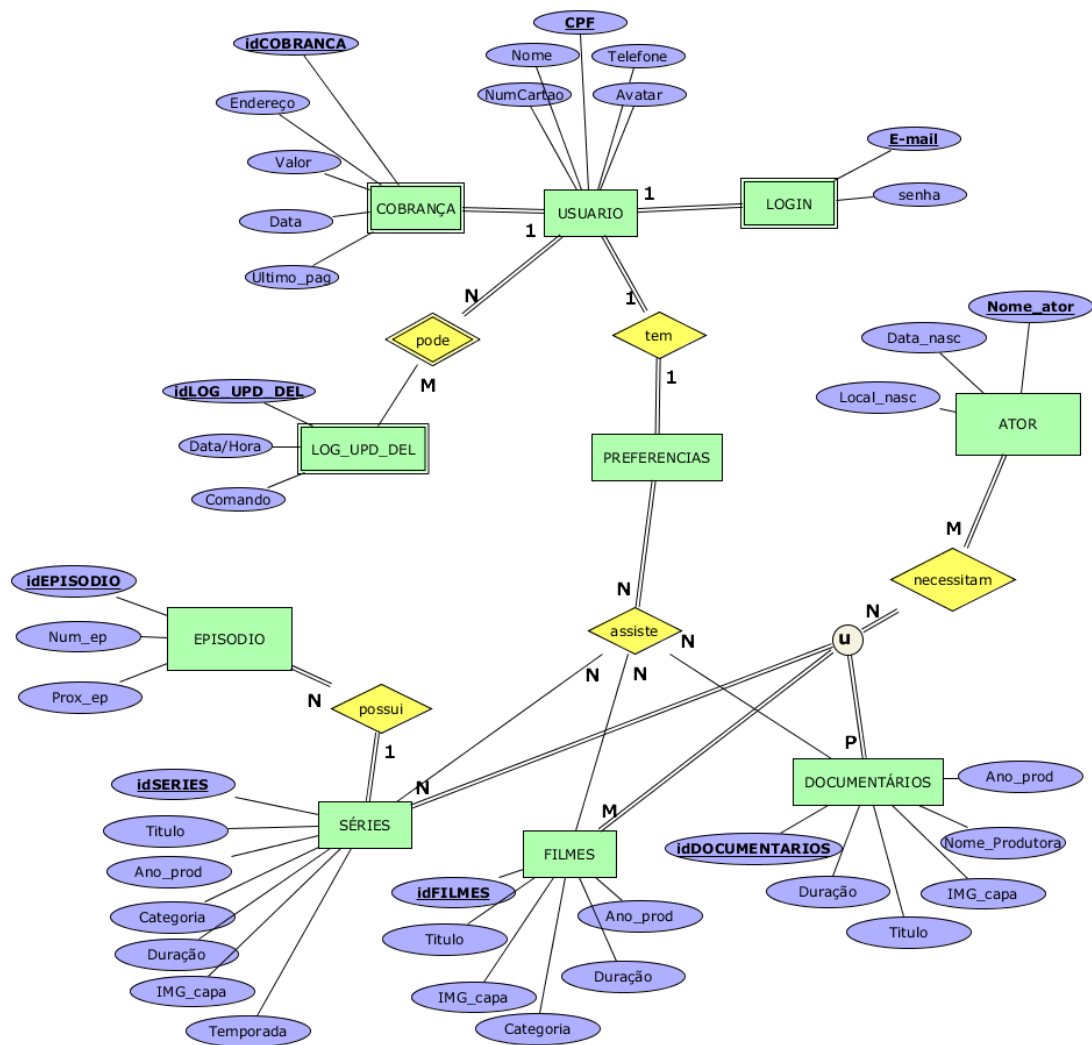 CPF
idCOBRANCA
Nome
Telefone
NumCartao
Avatar
Endereço
E-mail
Valor
senha
COBRANÇA
USUARIO
1
LOGIN
Data
1
Ultimo_pag
N
1
pode
tem
Nome_ator
Data_nasc
M
1
idLOG_UPD_DEL
Local_nasc
ATOR
Data/Hora
LOG_UPD_DEL
PREFERENCIAS
Comando
M
idEPISODIO
necessitam
N
N
EPISODIO
Num_ep
assiste
N
u
Prox_ep
N
N
N
possui
1
P
idSERIES
N
DOCUMENTÁRIOS
Ano_prod
Titulo
SÉRIES
M
Ano_prod
FILMES
idDOCUMENTARIOS
Nome_Produtora
idFILMES
Duração
IMG_capa
Categoria
Titulo
Ano_prod
Titulo
Duração
Duração
IMG_capa
IMG_capa
Temporada
Categoria